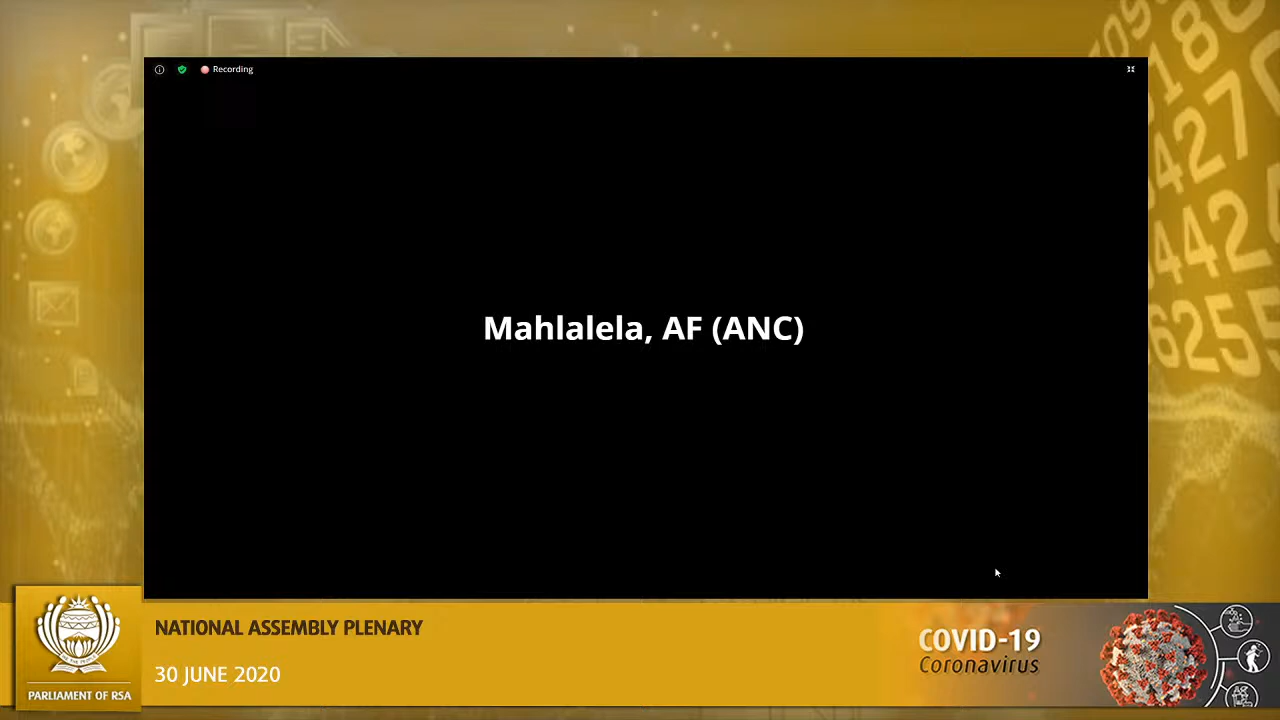 Recording
Mahlalela, AF (ANC)
NATIONAL ASSEMBLY PLENARY
30 JUNE 2020
PARLIAMENT OF RSA
COVID-19
Coronavirus